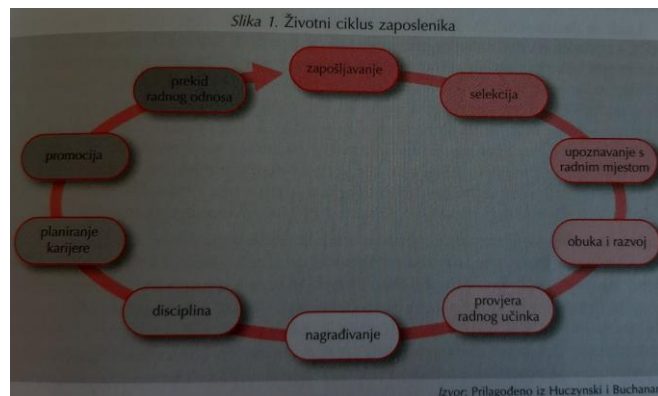 Slika 1. Životni ciklus zaposlenika
zapošljavanje
selekcija
upoznavanje s
radnim mjestom
obuka i razvoj
provjera
radnog učinka
nagrađivanje
disciplina
planiranje
karijere
promocija
prekid
radnog odnosa
Izvor: Prilagođeno iz Huczynski i Buchanan